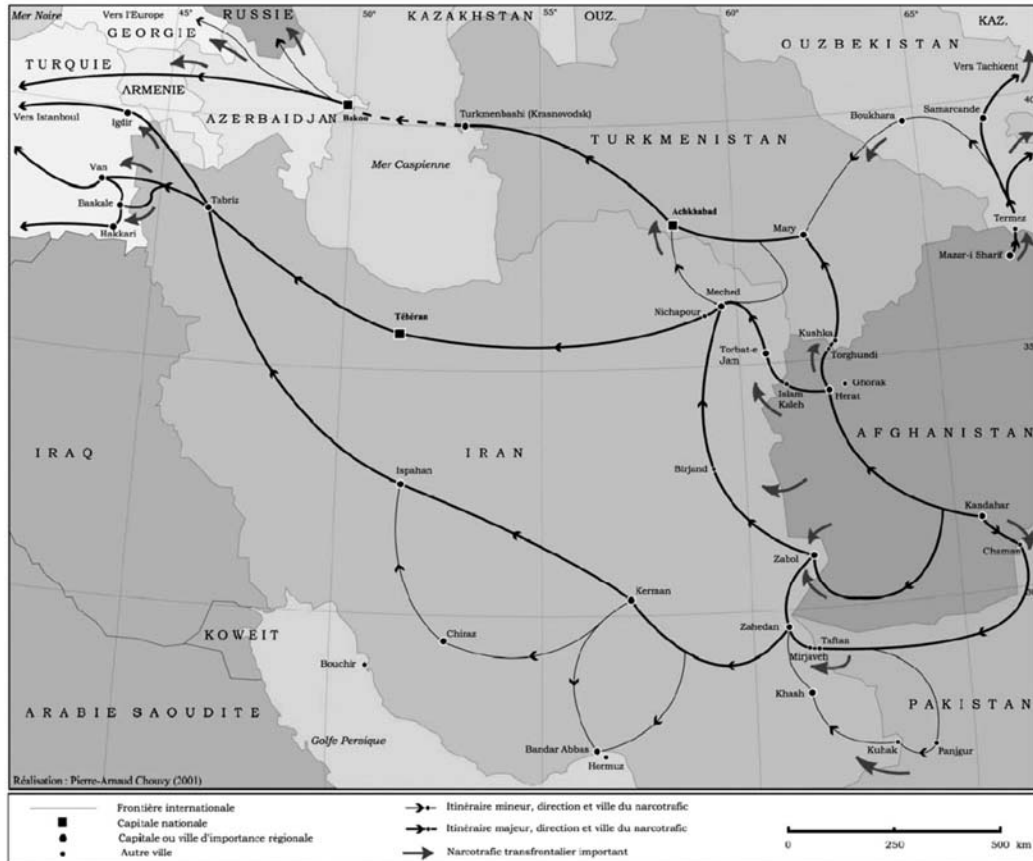 Mer Noire
45°
Vers l'Europe
RUSSIE
50°
KAZAKHSTAN
55°
OUZ.
60°
65°
KAZ.
GEORGIE
OUZBEKISTAN
TURQUIE
Vers Tachkent
ARMENIE
Samarcande
40
Vers Istanboul
Igdir
AZERBAIDJAN
Bakou
Turkmenbashi (Krasnovodsk)
Boukhara
TURKMENISTAN
Mer Caspienne
Van
Baskale
Tabriz
Hakkari
Achkhabad
Mary
Termez
Mazar-i Sharif
Meched
Nichapour
Téhéran
Kushka
Torghundi
35
Torbat-e
Jam
Islam
Kaleh
Ghorak
Herat
AFGHANISTAN
IRAQ
IRAN
Ispahan
Birjand
Kandahar
Chaman
Zabol
Kerman
Zahedan
Taftan
Mirjaveh
KOWEIT
Chiraz
Bouchir
Khash
PAKISTAN
ARABIE SAOUDITE
Golfe Persique
Bandar Abbas
Hermuz
Kuhak
Panjgur
Réalisation : Pierre-Arnaud Chouvy (2001)
Frontière internationale
Capitale nationale
Capitale ou ville d'importance régionale
Autre ville
Itinéraire mineur, direction et ville du narcotrafic
Itinéraire majeur, direction et ville du narcotrafic
Narcotrafic transfrontalier important
0 250 500 km